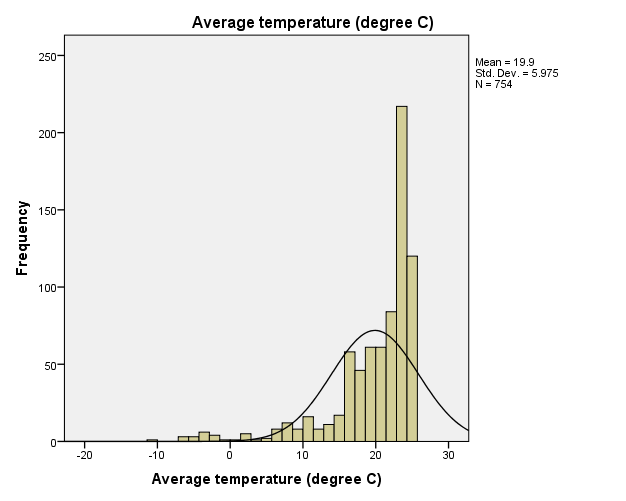 Average temperature (degree C)
Mean = 19.9
Std. Dev. = 5.975
N = 754
Frequency
250
200
150
100
50
0
-20 -10 0 10 20 30
Average temperature (degree C)